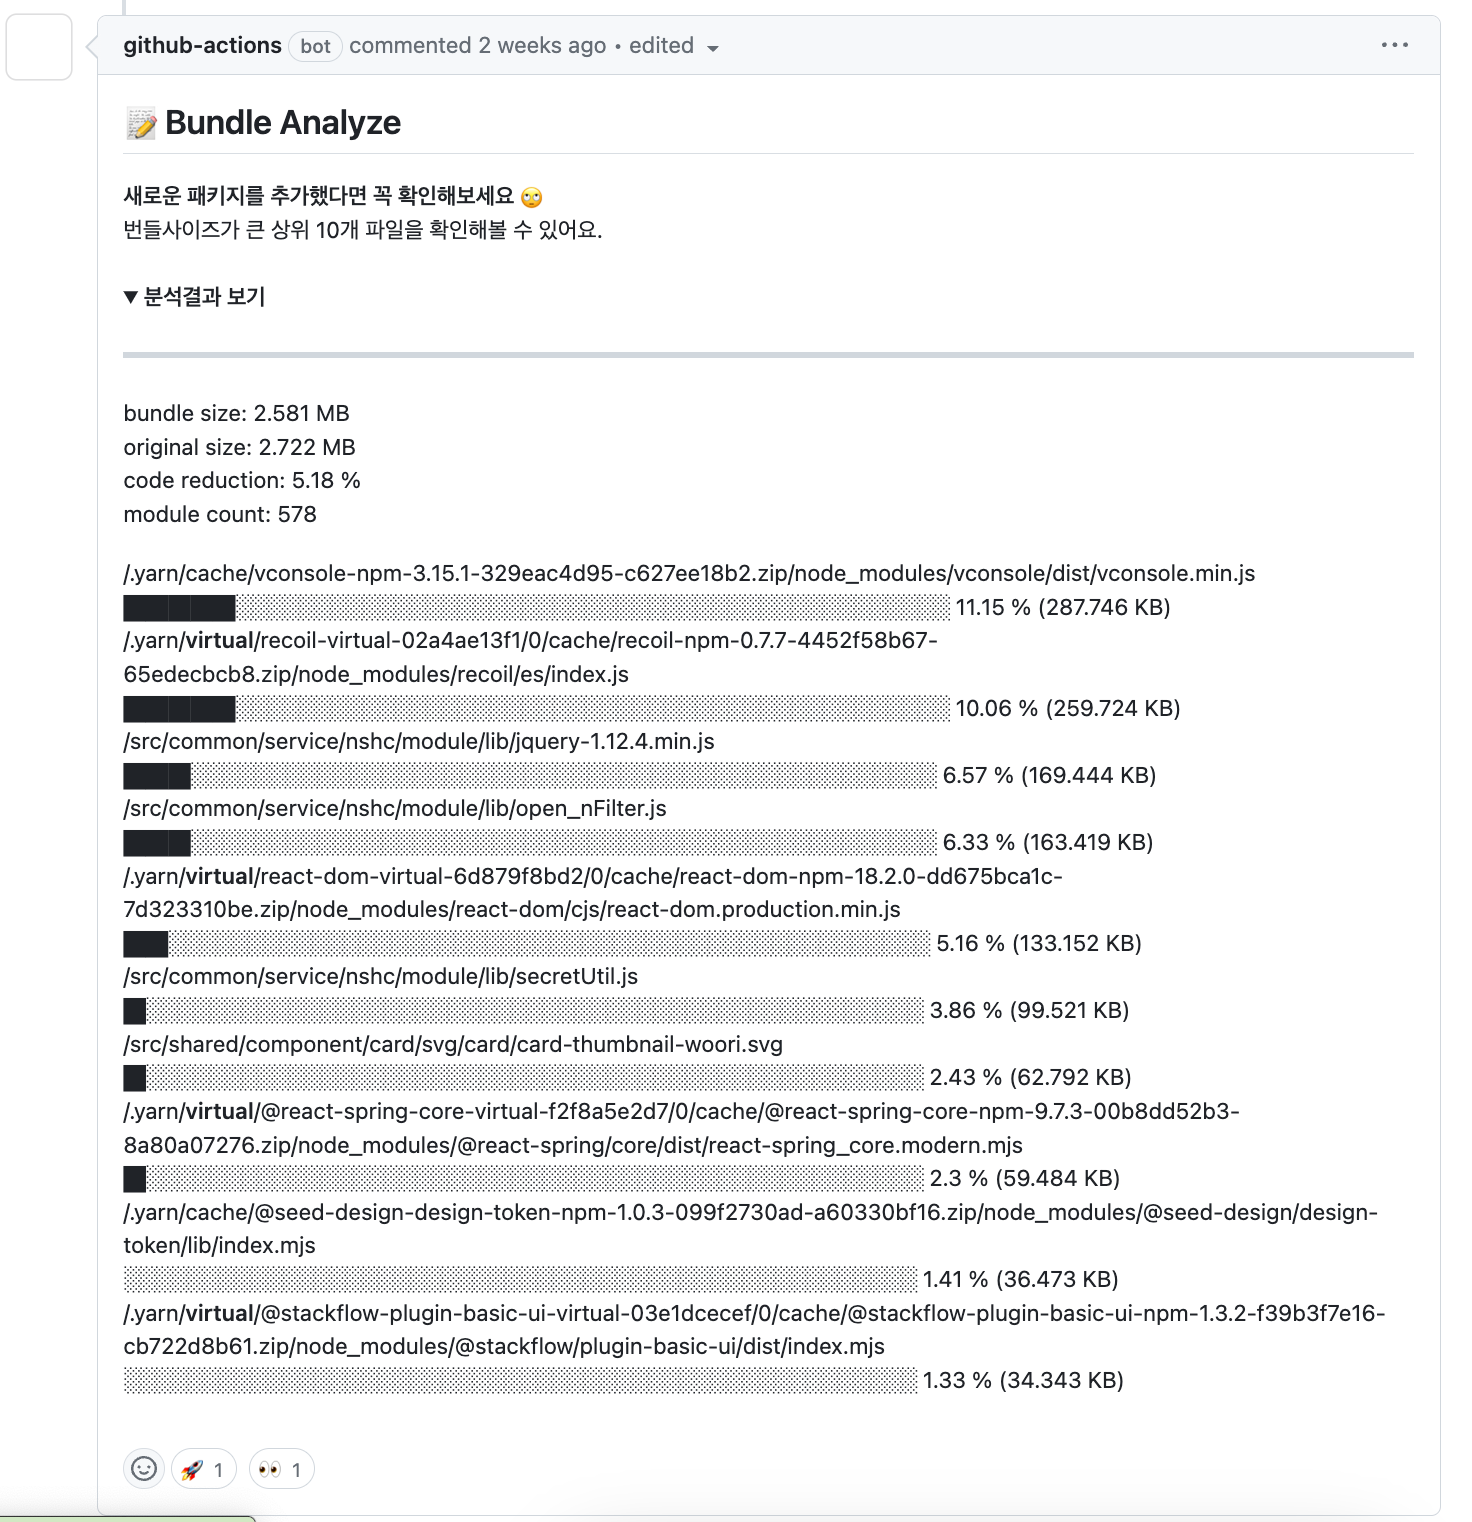 github-actions bot commented 2 weeks ago • edited
📝 Bundle Analyze
새로운 패키지를 추가했다면 꼭 확인해보세요 🙄
번들사이즈가 큰 상위 10개 파일을 확인해볼 수 있어요.
▼ 분석결과 보기
bundle size: 2.581 MB
original size: 2.722 MB
code reduction: 5.18 %
module count: 578
/.yarn/cache/vconsole-npm-3.15.1-329eac4d95-c627ee18b2.zip/node_modules/vconsole/dist/vconsole.min.js
11.15 % (287.746 KB)
/.yarn/virtual/recoil-virtual-02a4ae13f1/0/cache/recoil-npm-0.7.7-4452f58b67-
65edecbcb8.zip/node_modules/recoil/es/index.js
10.06 % (259.724 KB)
/src/common/service/nshc/module/lib/jquery-1.12.4.min.js
6.57 % (169.444 KB)
/src/common/service/nshc/module/lib/open_nFilter.js
6.33 % (163.419 KB)
/.yarn/virtual/react-dom-virtual-6d879f8bd2/0/cache/react-dom-npm-18.2.0-dd675bca1c-
7d323310be.zip/node_modules/react-dom/cjs/react-dom.production.min.js
5.16 % (133.152 KB)
/src/common/service/nshc/module/lib/secretUtil.js
3.86 % (99.521 KB)
/src/shared/component/card/svg/card/card-thumbnail-woori.svg
2.43 % (62.792 KB)
/.yarn/virtual/@react-spring-core-virtual-f2f8a5e2d7/0/cache/@react-spring-core-npm-9.7.3-00b8dd52b3-
8a80a07276.zip/node_modules/@react-spring/core/dist/react-spring_core.modern.mjs
2.3 % (59.484 KB)
/.yarn/cache/@seed-design-design-token-npm-1.0.3-099f2730ad-a60330bf16.zip/node_modules/@seed-design/design-
token/lib/index.mjs
1.41 % (36.473 KB)
/.yarn/virtual/@stackflow-plugin-basic-ui-virtual-03e1dcecef/0/cache/@stackflow-plugin-basic-ui-npm-1.3.2-f39b3f7e16-
cb722d8b61.zip/node_modules/@stackflow/plugin-basic-ui/dist/index.mjs
1.33 % (34.343 KB)
🚀 1 👀 1